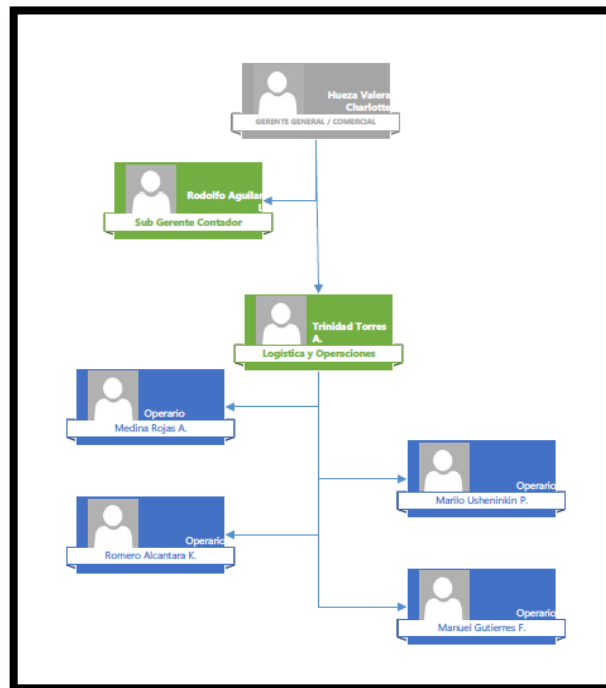 Hueza Valera
Charlotte
GERENTE GENERAL / COMERCIAL
Rodolfo Aguilar
Sub Gerente Contador
Trinidad Torres
A.
Logística y Operaciones
Operario
Medina Rojas A.
Operario
Marilo Usheninkin P.
Operario
Romero Alcantara K.
Operario
Manuel Gutierres F.